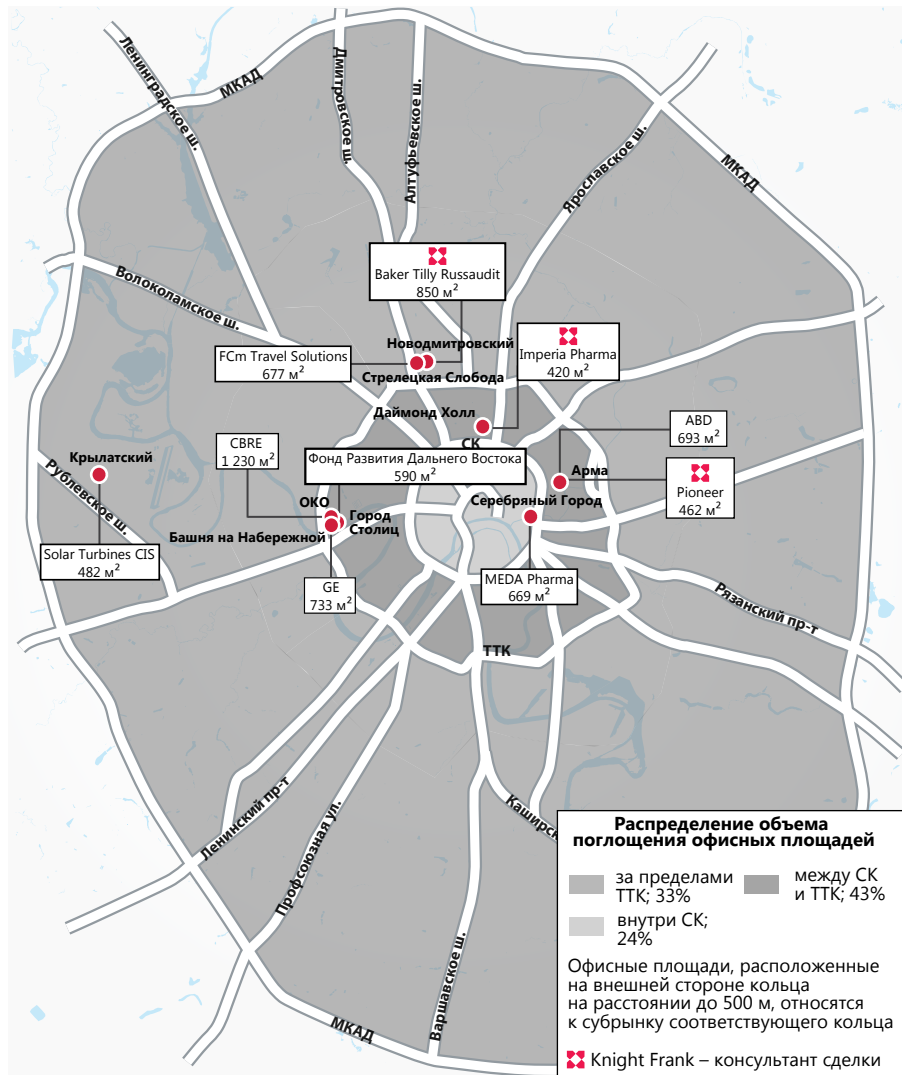 Ленинградское ш.
МКАД
Дмитровское ш.
Алтуфьевское ш.
Ярославское ш.
МКАД
Волоколамское ш.
Baker Tilly Russaudit
850 м²
Новодмитровский
FCm Travel Solutions
677 м²
Стрелецкая Слобода
Imperia Pharma
420 м²
Даймонд Холл
СК
ABD
693 м²
CBRE
1 230 м²
Фонд Развития Дальнего Востока
590 м²
Крылатский
Арма
Pioneer
462 м²
Рублевское ш.
ОКО
Город
Столиц
Серебряный Город
Башня на Набережной
Solar Turbines CIS
482 м²
GE
733 м²
MEDA Pharma
669 м²
Рязанский пр-т
ТТК
Ленинский пр-т
Профсоюзная ул.
Варшавское ш.
Каширск
МКАД
Распределение объема
поглощения офисных площадей
за пределами
ТТК; 33%
между СК
и ТТК; 43%
внутри СК;
24%
Офисные площади, расположенные
на внешней стороне кольца
на расстоянии до 500 м, относятся
к субрынку соответствующего кольца
Knight Frank – консультант сделки